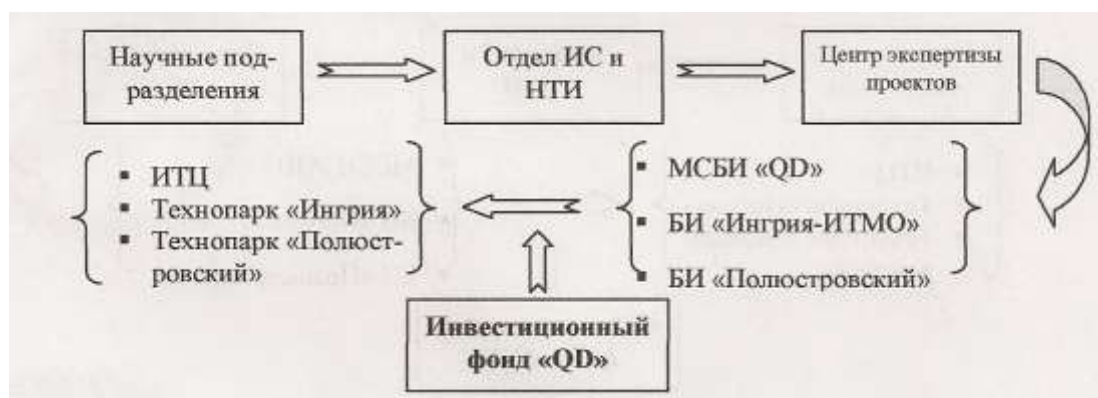 Научные под-
разделения
Отдел ИС и
НТИ
Центр экспертизы
проектов
▪ ИТЦ
▪ Технопарк «Ингрия»
▪ Технопарк «Полюст-
ровский»
▪ МСБИ «QD»
▪ БИ «Ингрия-ИТМО»
▪ БИ «Полюстровский»
Инвестиционный
фонд «QD»